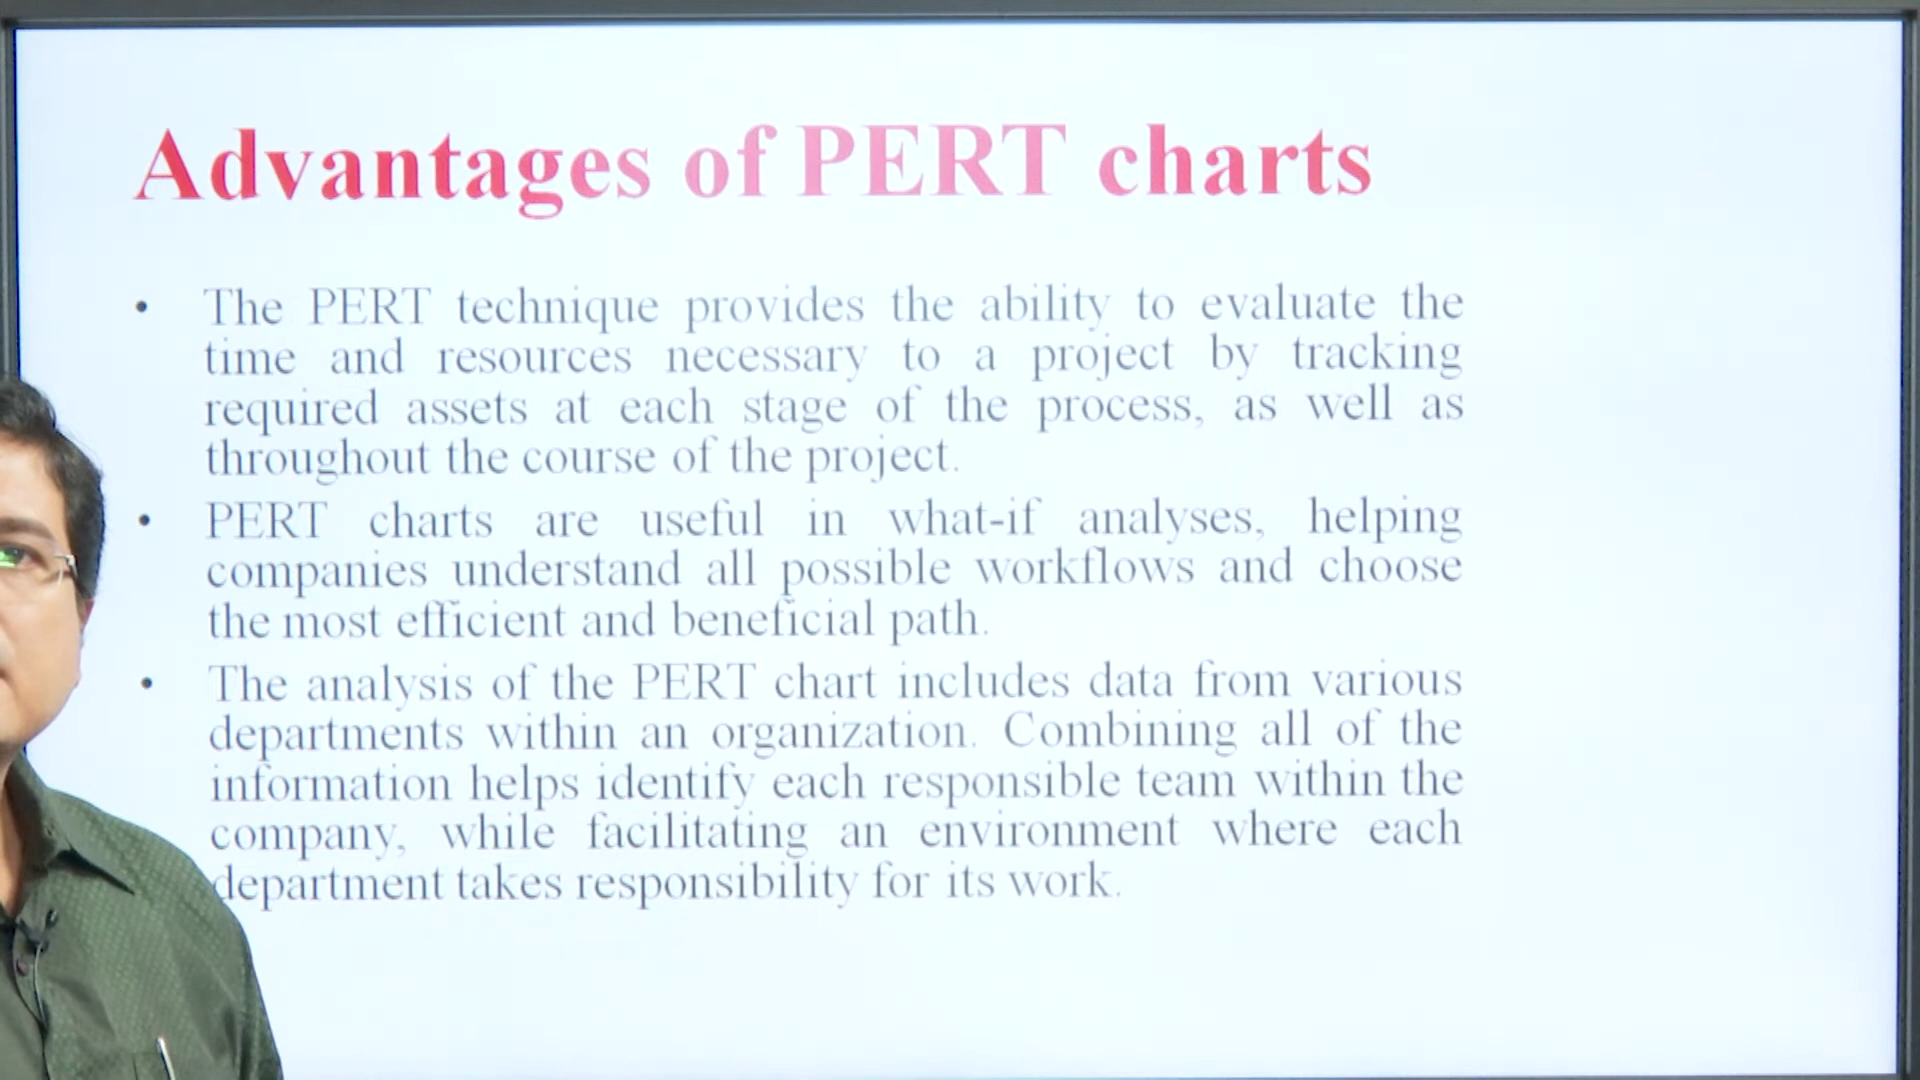 Advantages of PERT charts
• The PERT technique provides the ability to evaluate the
time and resources necessary to a project by tracking
required assets at each stage of the process, as well as
throughout the course of the project.
• PERT charts are useful in what-if analyses, helping
companies understand all possible workflows and choose
the most efficient and beneficial path.
• The analysis of the PERT chart includes data from various
departments within an organization. Combining all of the
information helps identify each responsible team within the
company, while facilitating an environment where each
department takes responsibility for its work.